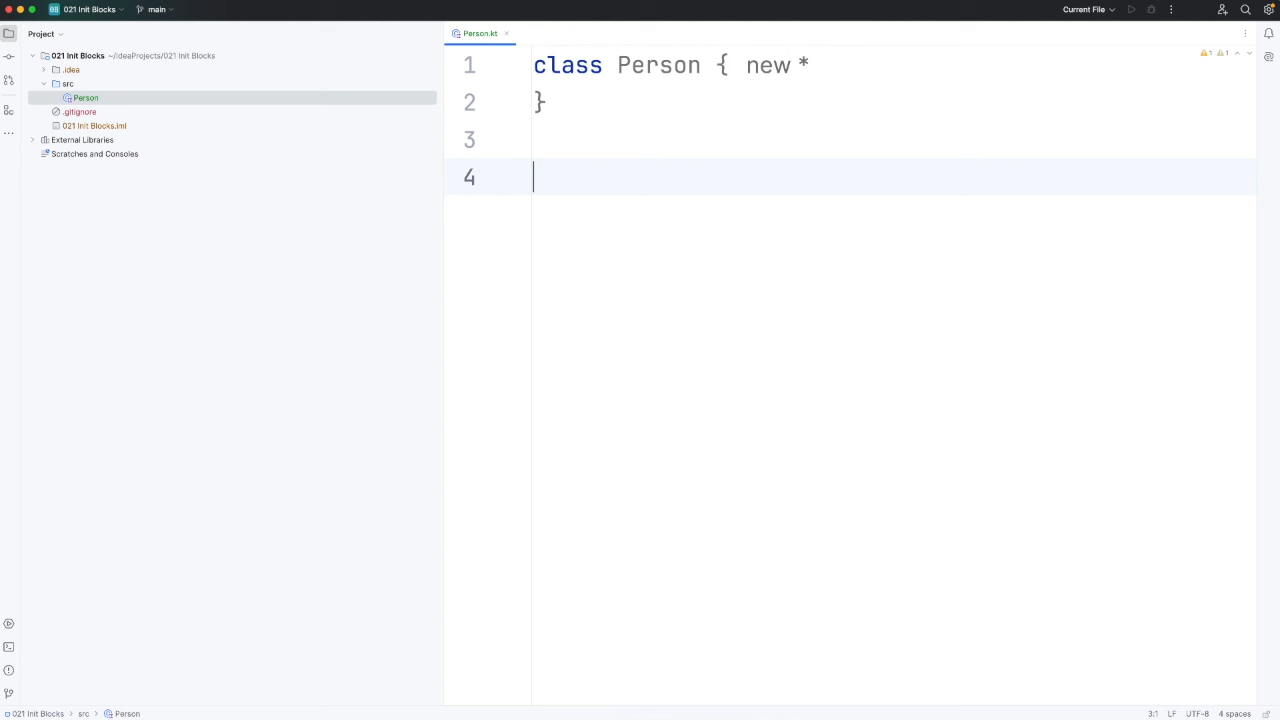 021 Init Blocks
main
Current File
Project
Person.kt
021 Init Blocks ~/IdeaProjects/021 Init Blocks
.idea
src
Person
.gitignore
021 Init Blocks.iml
External Libraries
Scratches and Consoles
1 class Person { new *
2 }
3
4
1 1
021 Init Blocks > src > Person
3:1 LF UTF-8 4 spaces